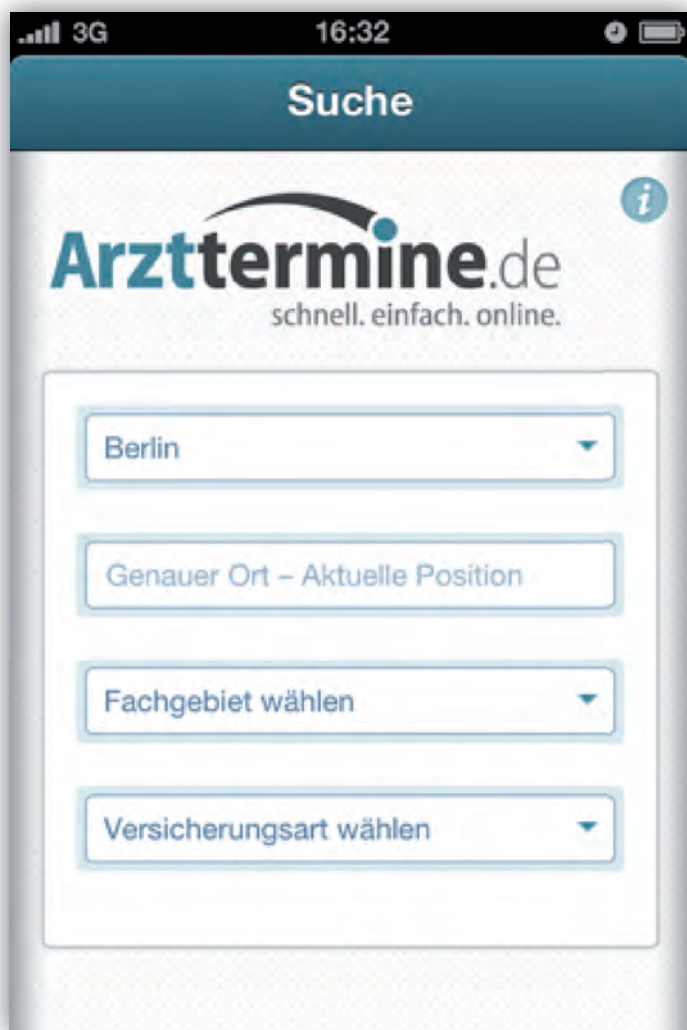 3G 16:32
Suche
i
Arzttermine.de
schnell. einfach. online.
Berlin
Genauer Ort – Aktuelle Position
Fachgebiet wählen
Versicherungsart wählen